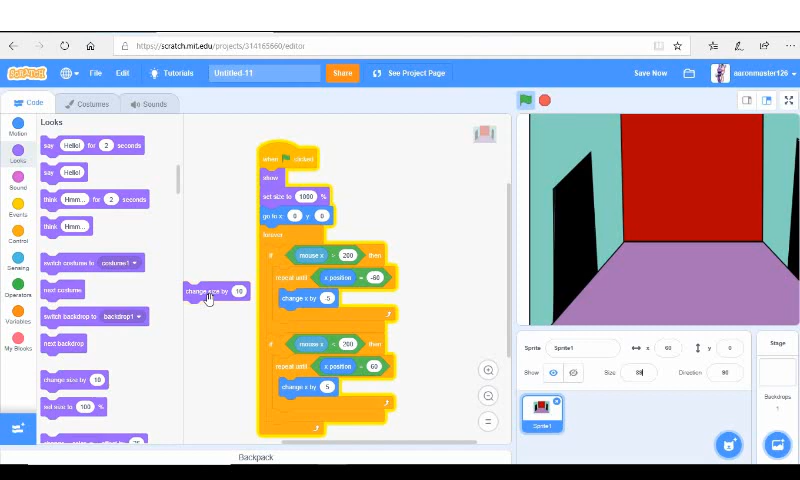 https://scratch.mit.edu/projects/314165660/editor
SCRATCH File Edit Tutorials Untitled-11 Share See Project Page Save Now aaronmaster126
Code Costumes Sounds
Motion
Looks
Sound
Events
Control
Sensing
Operators
Variables
My Blocks
Looks
say Hello! for 2 seconds
say Hello!
think Hmm... for 2 seconds
think Hmm...
switch costume to costume1
next costume
switch backdrop to backdrop1
next backdrop
change size by 10
set size to 100 %
change size by 10
when clicked
show
set size to 1000 %
go to x: 0 y: 0
forever
if mouse x > 200 then
repeat until x position = -60
change x by -5
if mouse x < 200 then
repeat until x position = 60
change x by 5
Sprite Sprite1 x 60 y 0
Show Size Direction 90
Sprite1
Stage
Backdrops
1
Backpack